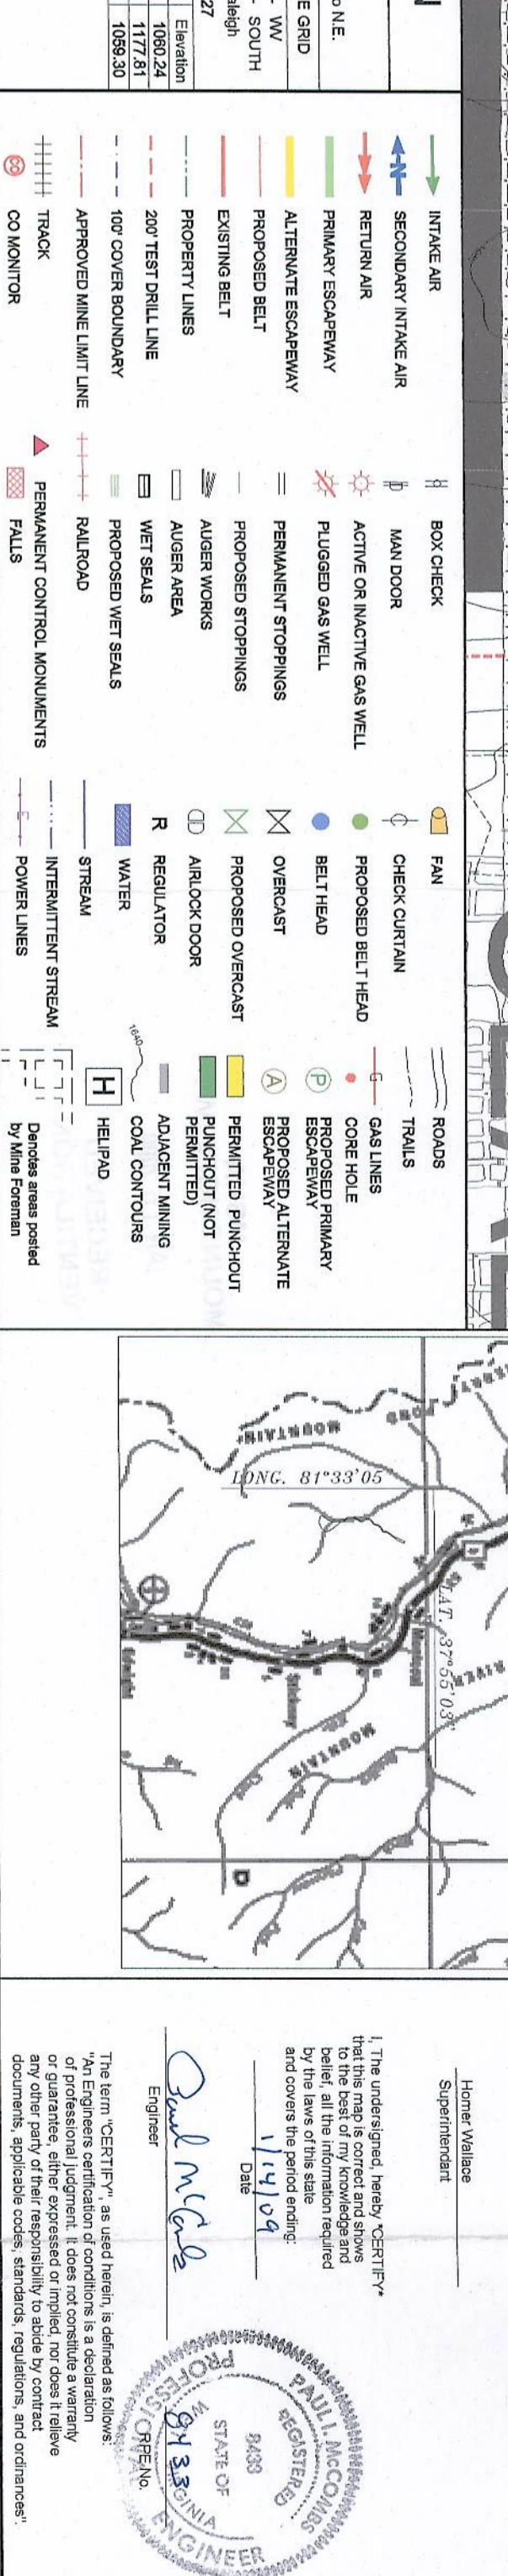 N
o N.E.
E GRID
- WV
- SOUTH
aleigh
27
Elevation
1060.24
1177.81
1059.30
INTAKE AIR
SECONDARY INTAKE AIR
N
RETURN AIR
PRIMARY ESCAPEWAY
ALTERNATE ESCAPEWAY
PROPOSED BELT
EXISTING BELT
PROPERTY LINES
200' TEST DRILL LINE
100' COVER BOUNDARY
APPROVED MINE LIMIT LINE
TRACK
CO CO MONITOR
BOX CHECK
D MAN DOOR
ACTIVE OR INACTIVE GAS WELL
PLUGGED GAS WELL
PERMANENT STOPPINGS
PROPOSED STOPPINGS
AUGER WORKS
AUGER AREA
WET SEALS
PROPOSED WET SEALS
RAILROAD
PERMANENT CONTROL MONUMENTS
FALLS
FAN
CHECK CURTAIN
PROPOSED BELT HEAD
BELT HEAD
OVERCAST
PROPOSED OVERCAST
AIRLOCK DOOR
R REGULATOR
WATER
STREAM
INTERMITTENT STREAM
E POWER LINES
ROADS
TRAILS
G GAS LINES
CORE HOLE
P PROPOSED PRIMARY
ESCAPEWAY
A PROPOSED ALTERNATE
ESCAPEWAY
PERMITTED PUNCHOUT
PUNCHOUT (NOT
PERMITTED)
ADJACENT MINING
1640 COAL CONTOURS
H HELIPAD
Denotes areas posted
by Mine Foreman
LAT. 37°55'03"
LONG. 81°33'05
POND
MOUNTAIN
RIVER
MOUNTAIN
D
Homer Wallace
Superintendant
I, The undersigned, hereby *CERTIFY*
that this map is correct and shows
to the best of my knowledge and
belief, all the information required
by the laws of this state
and covers the period ending:
1/14/09
Date
Paul McCombs
Engineer
8433
RPE No.
PAUL I. McCOMBS
REGISTERED
8433
STATE OF
PROFESSIONAL ENGINEER
The term "CERTIFY", as used herein, is defined as follows:
"An Engineers certification of conditions is a declaration
of professional judgment. It does not constitute a warranty
or guarantee, either expressed or implied, nor does it relieve
any other party of their responsibility to abide by contract
documents, applicable codes, standards, regulations, and ordinances".